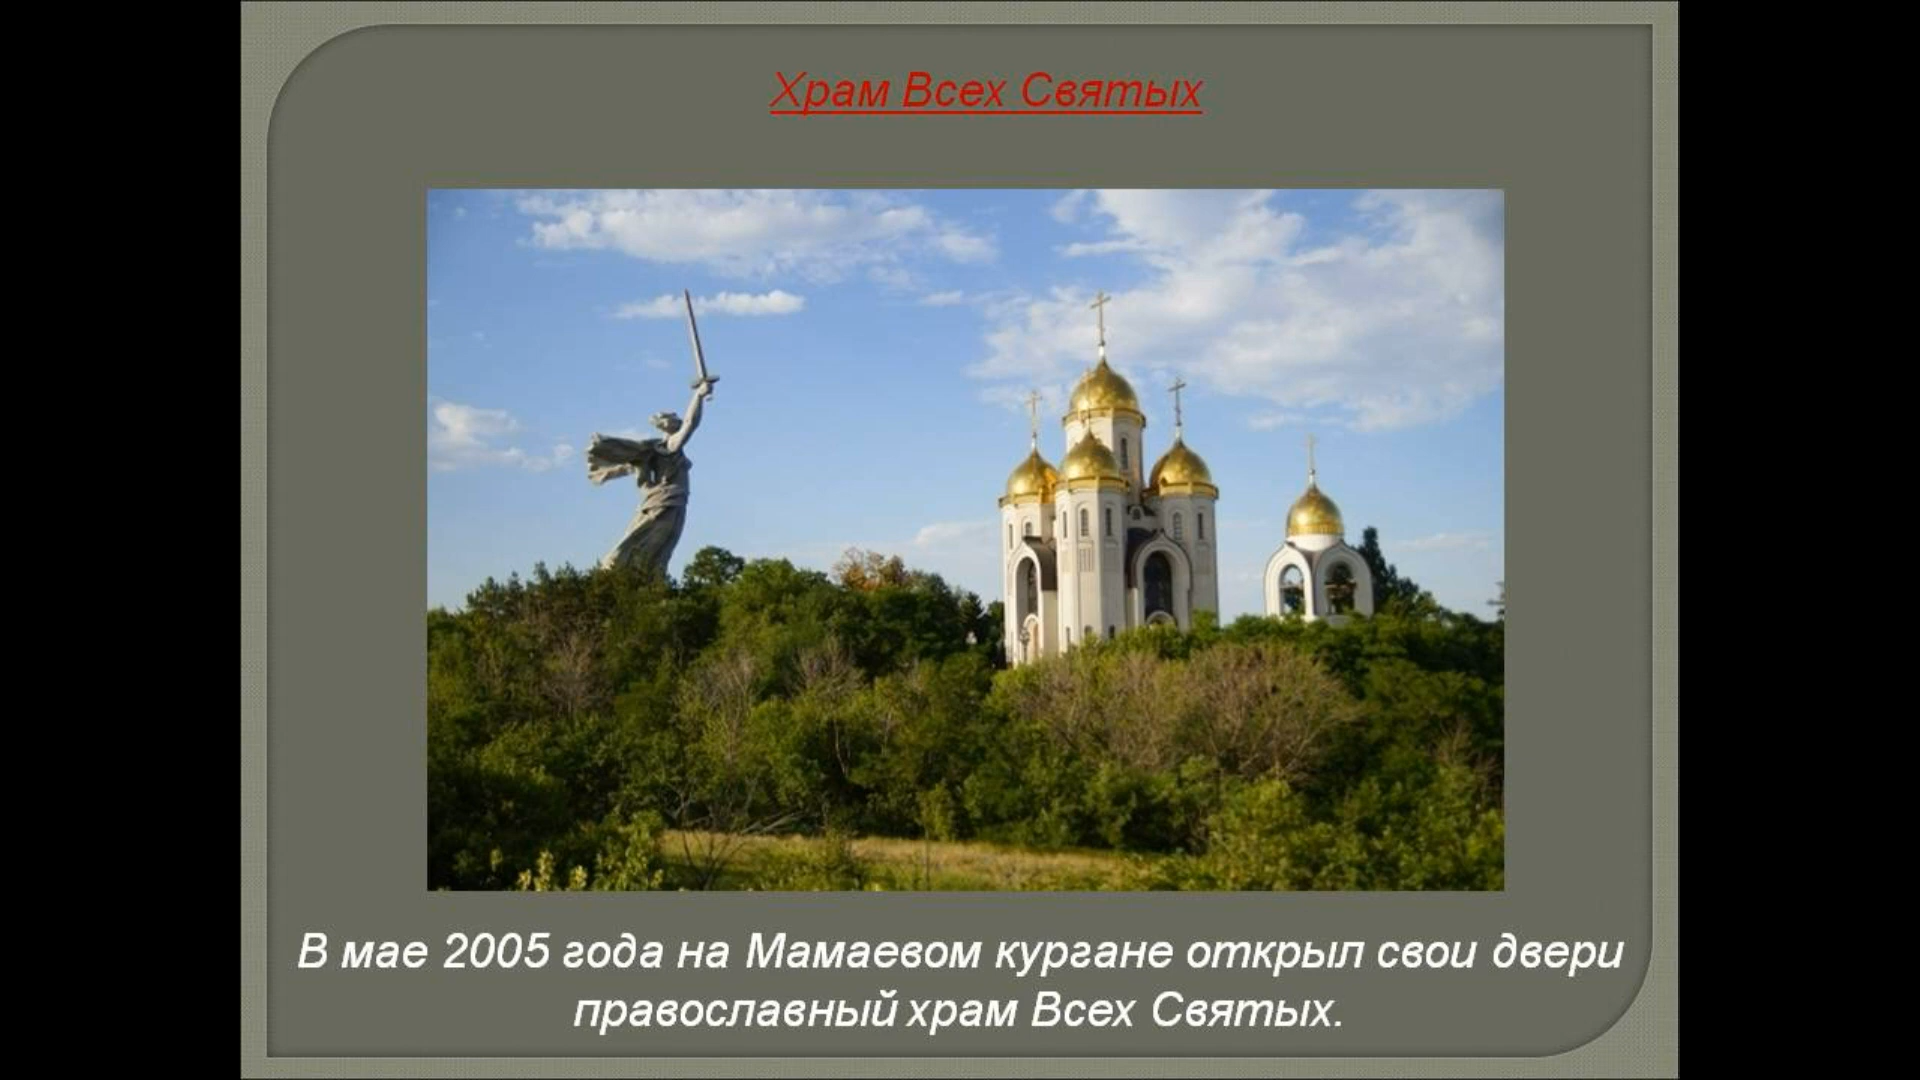 Храм Всех Святых
В мае 2005 года на Мамаевом кургане открыл свои двери
православный храм Всех Святых.